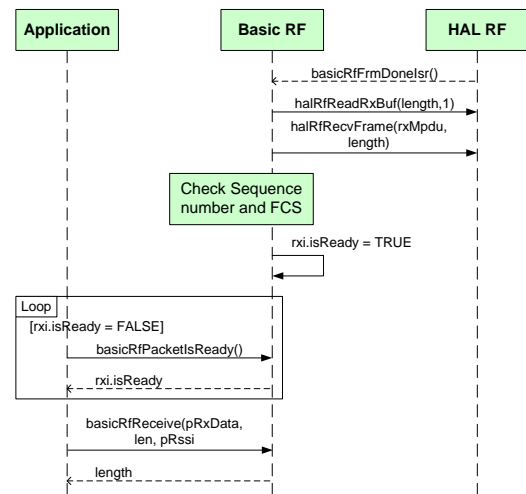 Application
Basic RF
HAL RF
basicRfFrmDoneIsr()
halRfReadRxBuf(length,1)
halRfRecvFrame(rxMpdu,
length)
Check Sequence
number and FCS
rxi.isReady = TRUE
Loop
[rxi.isReady = FALSE]
basicRfPacketIsReady()
rxi.isReady
basicRfReceive(pRxData,
len, pRssi
length